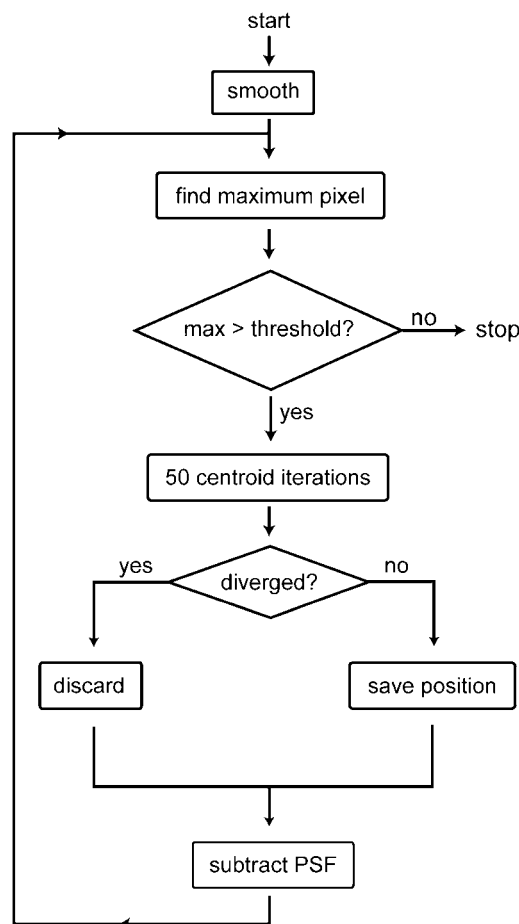 start
smooth
find maximum pixel
max > threshold?
no
stop
yes
50 centroid iterations
yes
diverged?
no
discard
save position
subtract PSF